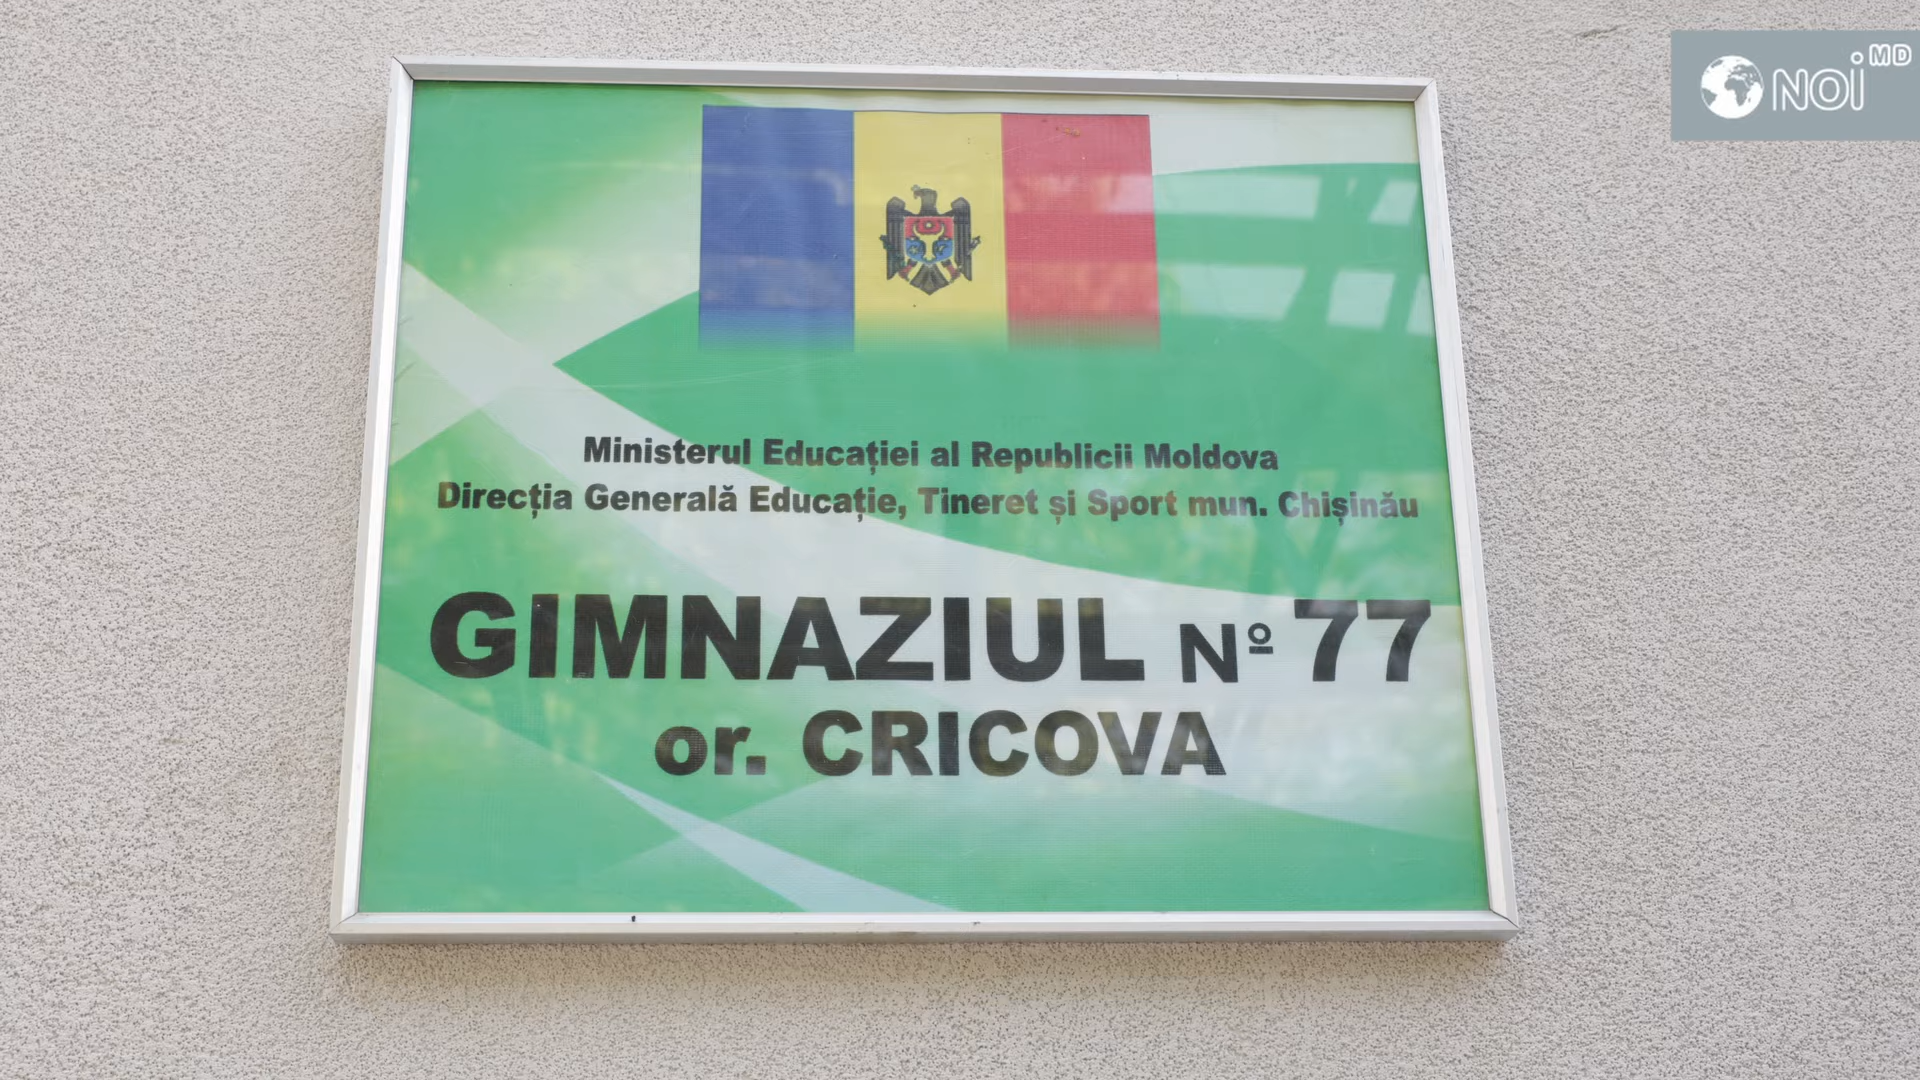 NOi MD
Ministerul Educației al Republicii Moldova
Direcția Generală Educație, Tineret și Sport mun. Chișinău
GIMNAZIUL Nº 77
or. CRICOVA